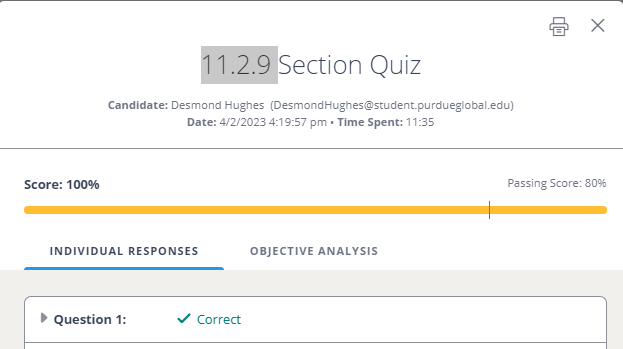 11.2.9 Section Quiz
Candidate: Desmond Hughes (DesmondHughes@student.purdueglobal.edu)
Date: 4/2/2023 4:19:57 pm • Time Spent: 11:35
Score: 100%
Passing Score: 80%
INDIVIDUAL RESPONSES
OBJECTIVE ANALYSIS
Question 1:
Correct